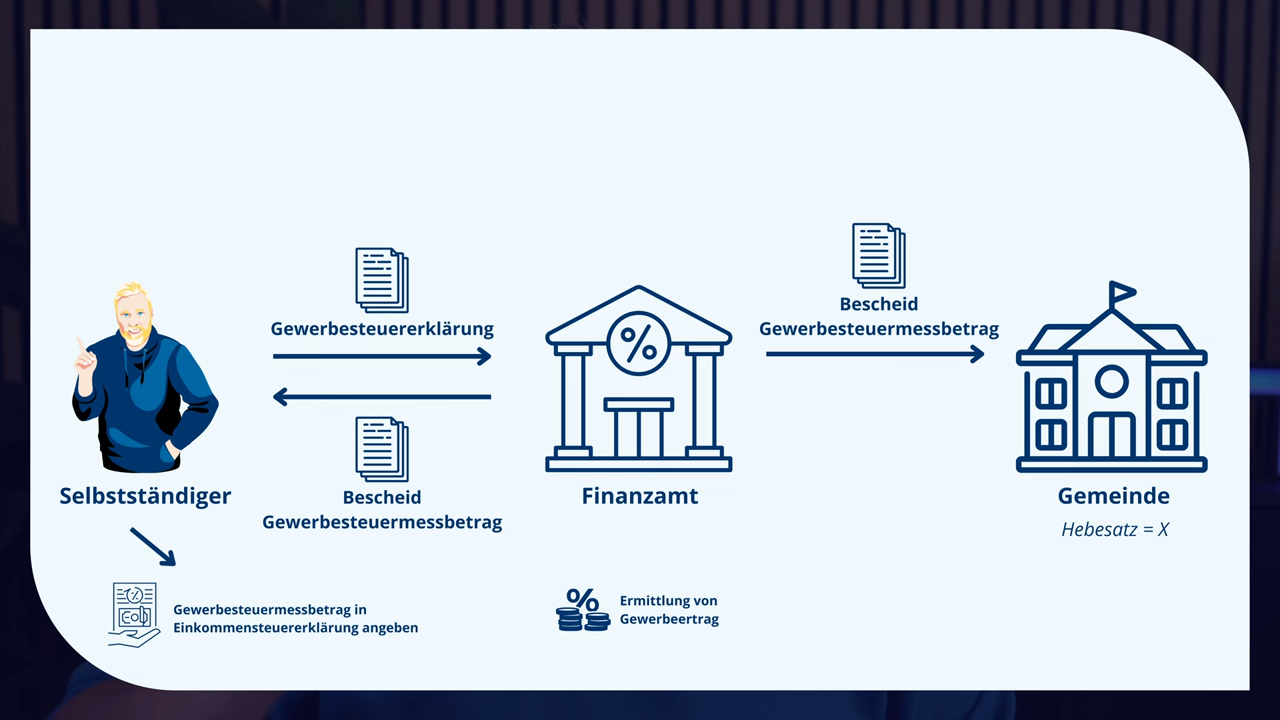 Gewerbesteuererklärung
Bescheid
Gewerbesteuermessbetrag
%
Bescheid
Gewerbesteuermessbetrag
Selbstständiger
Finanzamt
Gemeinde
Hebesatz = X
Gewerbesteuermessbetrag in
Einkommensteuererklärung angeben
%
Ermittlung von
Gewerbeertrag